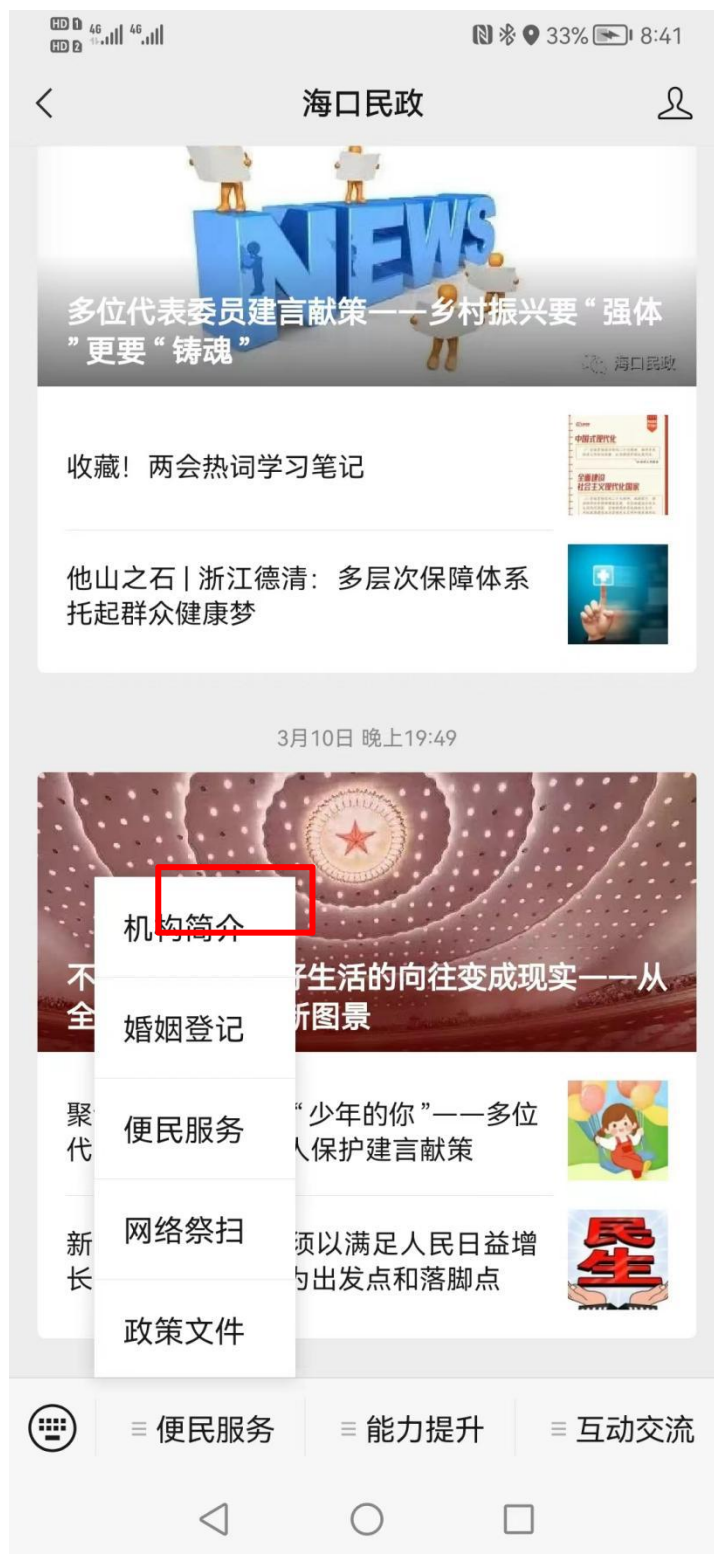 HD 1 4G 4G 33% 8:41
HD 2
海口民政
NEWS
多位代表委员建言献策——乡村振兴要“强体
”更要“铸魂”
海口民政
收藏！两会热词学习笔记
中国式现代化
全面建设
社会主义现代化国家
他山之石 | 浙江德清：多层次保障体系
托起群众健康梦
3月10日 晚上19:49
机构简介
不
好生活的向往变成现实——从
全
新图景
婚姻登记
聚
“少年的你”——多位
代
人保护建言献策
便民服务
网络祭扫
新
须以满足人民日益增
长
为出发点和落脚点
民生
政策文件
便民服务
能力提升
互动交流